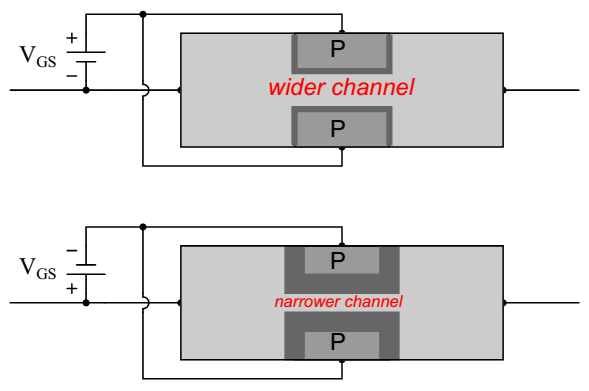 +
V_GS
−
P
wider channel
P
−
V_GS
+
P
narrower channel
P